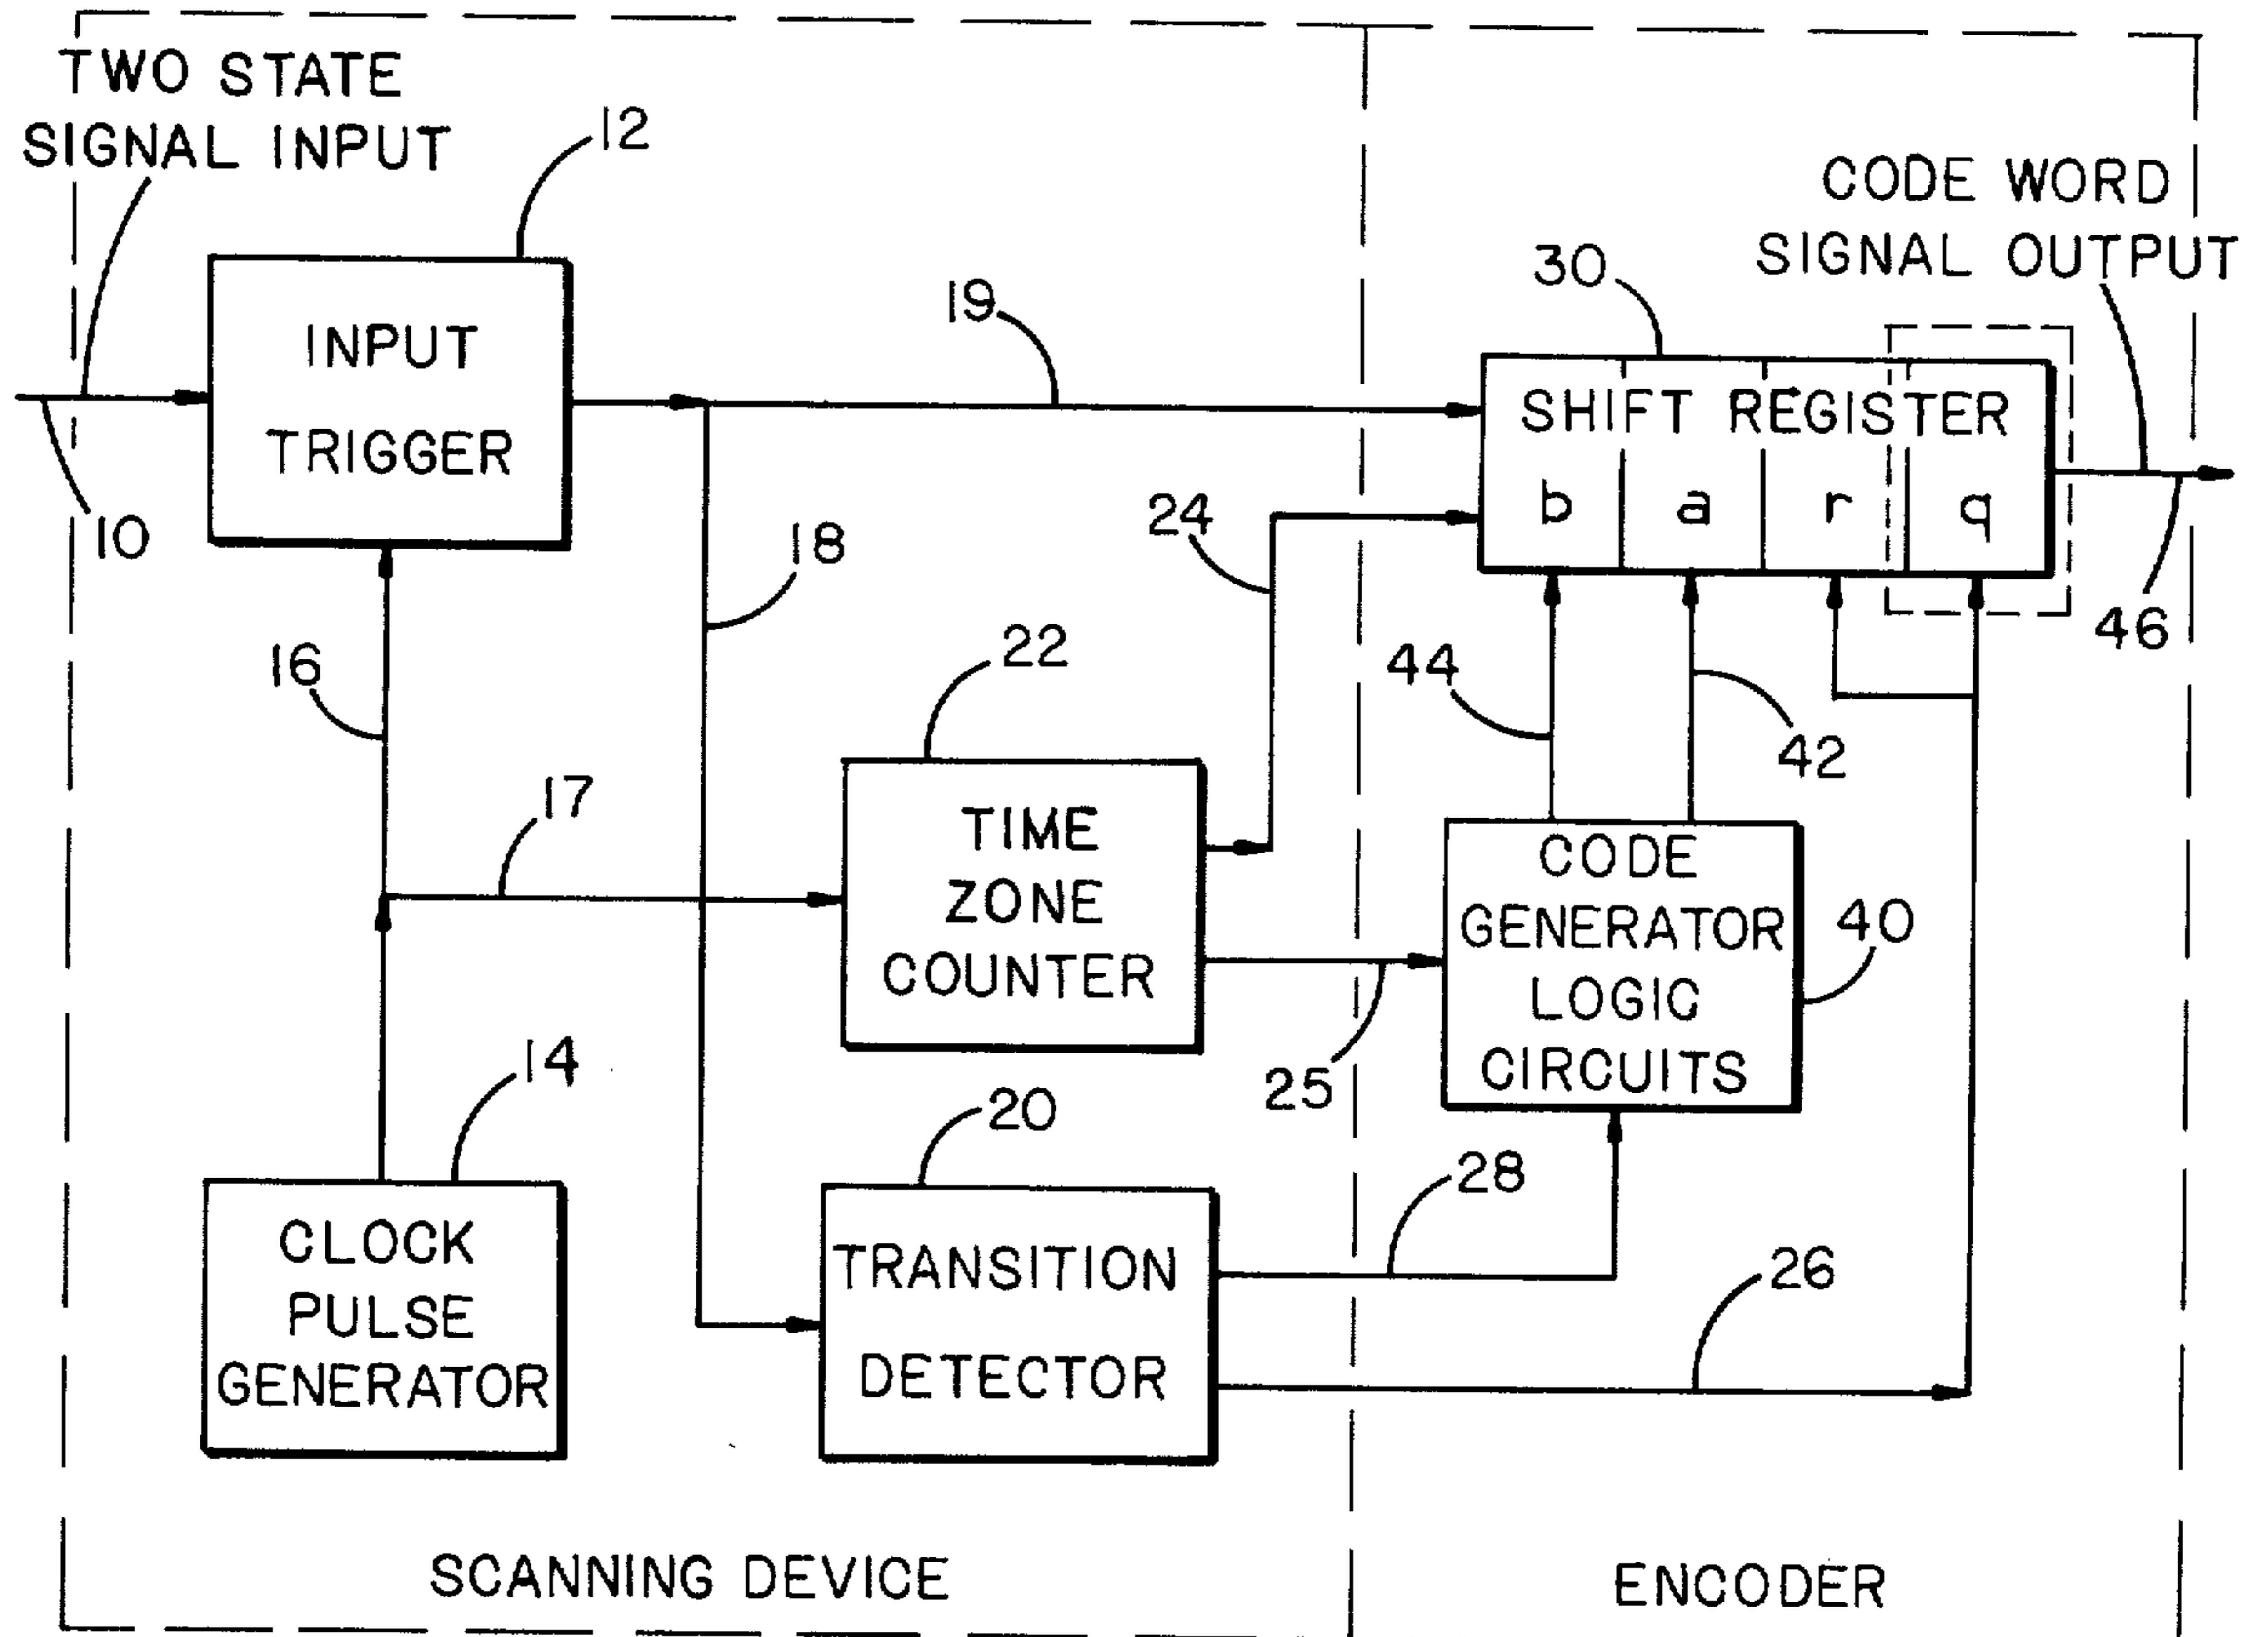 TWO STATE
SIGNAL INPUT
12
CODE WORD
SIGNAL OUTPUT
30
19
INPUT
TRIGGER
SHIFT REGISTER
b a r q
10
18
24
46
16
22
44
42
17
TIME
ZONE
COUNTER
CODE
GENERATOR
LOGIC
CIRCUITS
40
14
25
20
28
CLOCK
PULSE
GENERATOR
TRANSITION
DETECTOR
26
SCANNING DEVICE
ENCODER